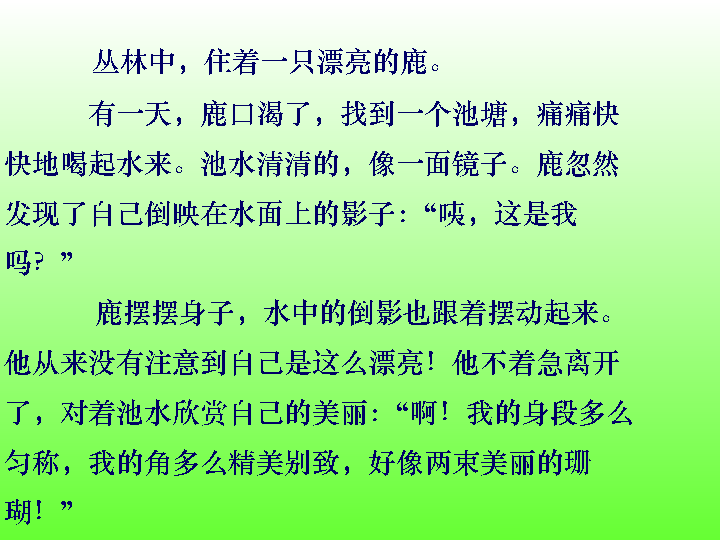 丛林中，住着一只漂亮的鹿。
有一天，鹿口渴了，找到一个池塘，痛痛快
快地喝起水来。池水清清的，像一面镜子。鹿忽然
发现了自己倒映在水面上的影子：“咦，这是我
吗？”
鹿摆摆身子，水中的倒影也跟着摆动起来。
他从来没有注意到自己是这么漂亮！他不着急离开
了，对着池水欣赏自己的美丽：“啊！我的身段多么
匀称，我的角多么精美别致，好像两束美丽的珊
瑚！”